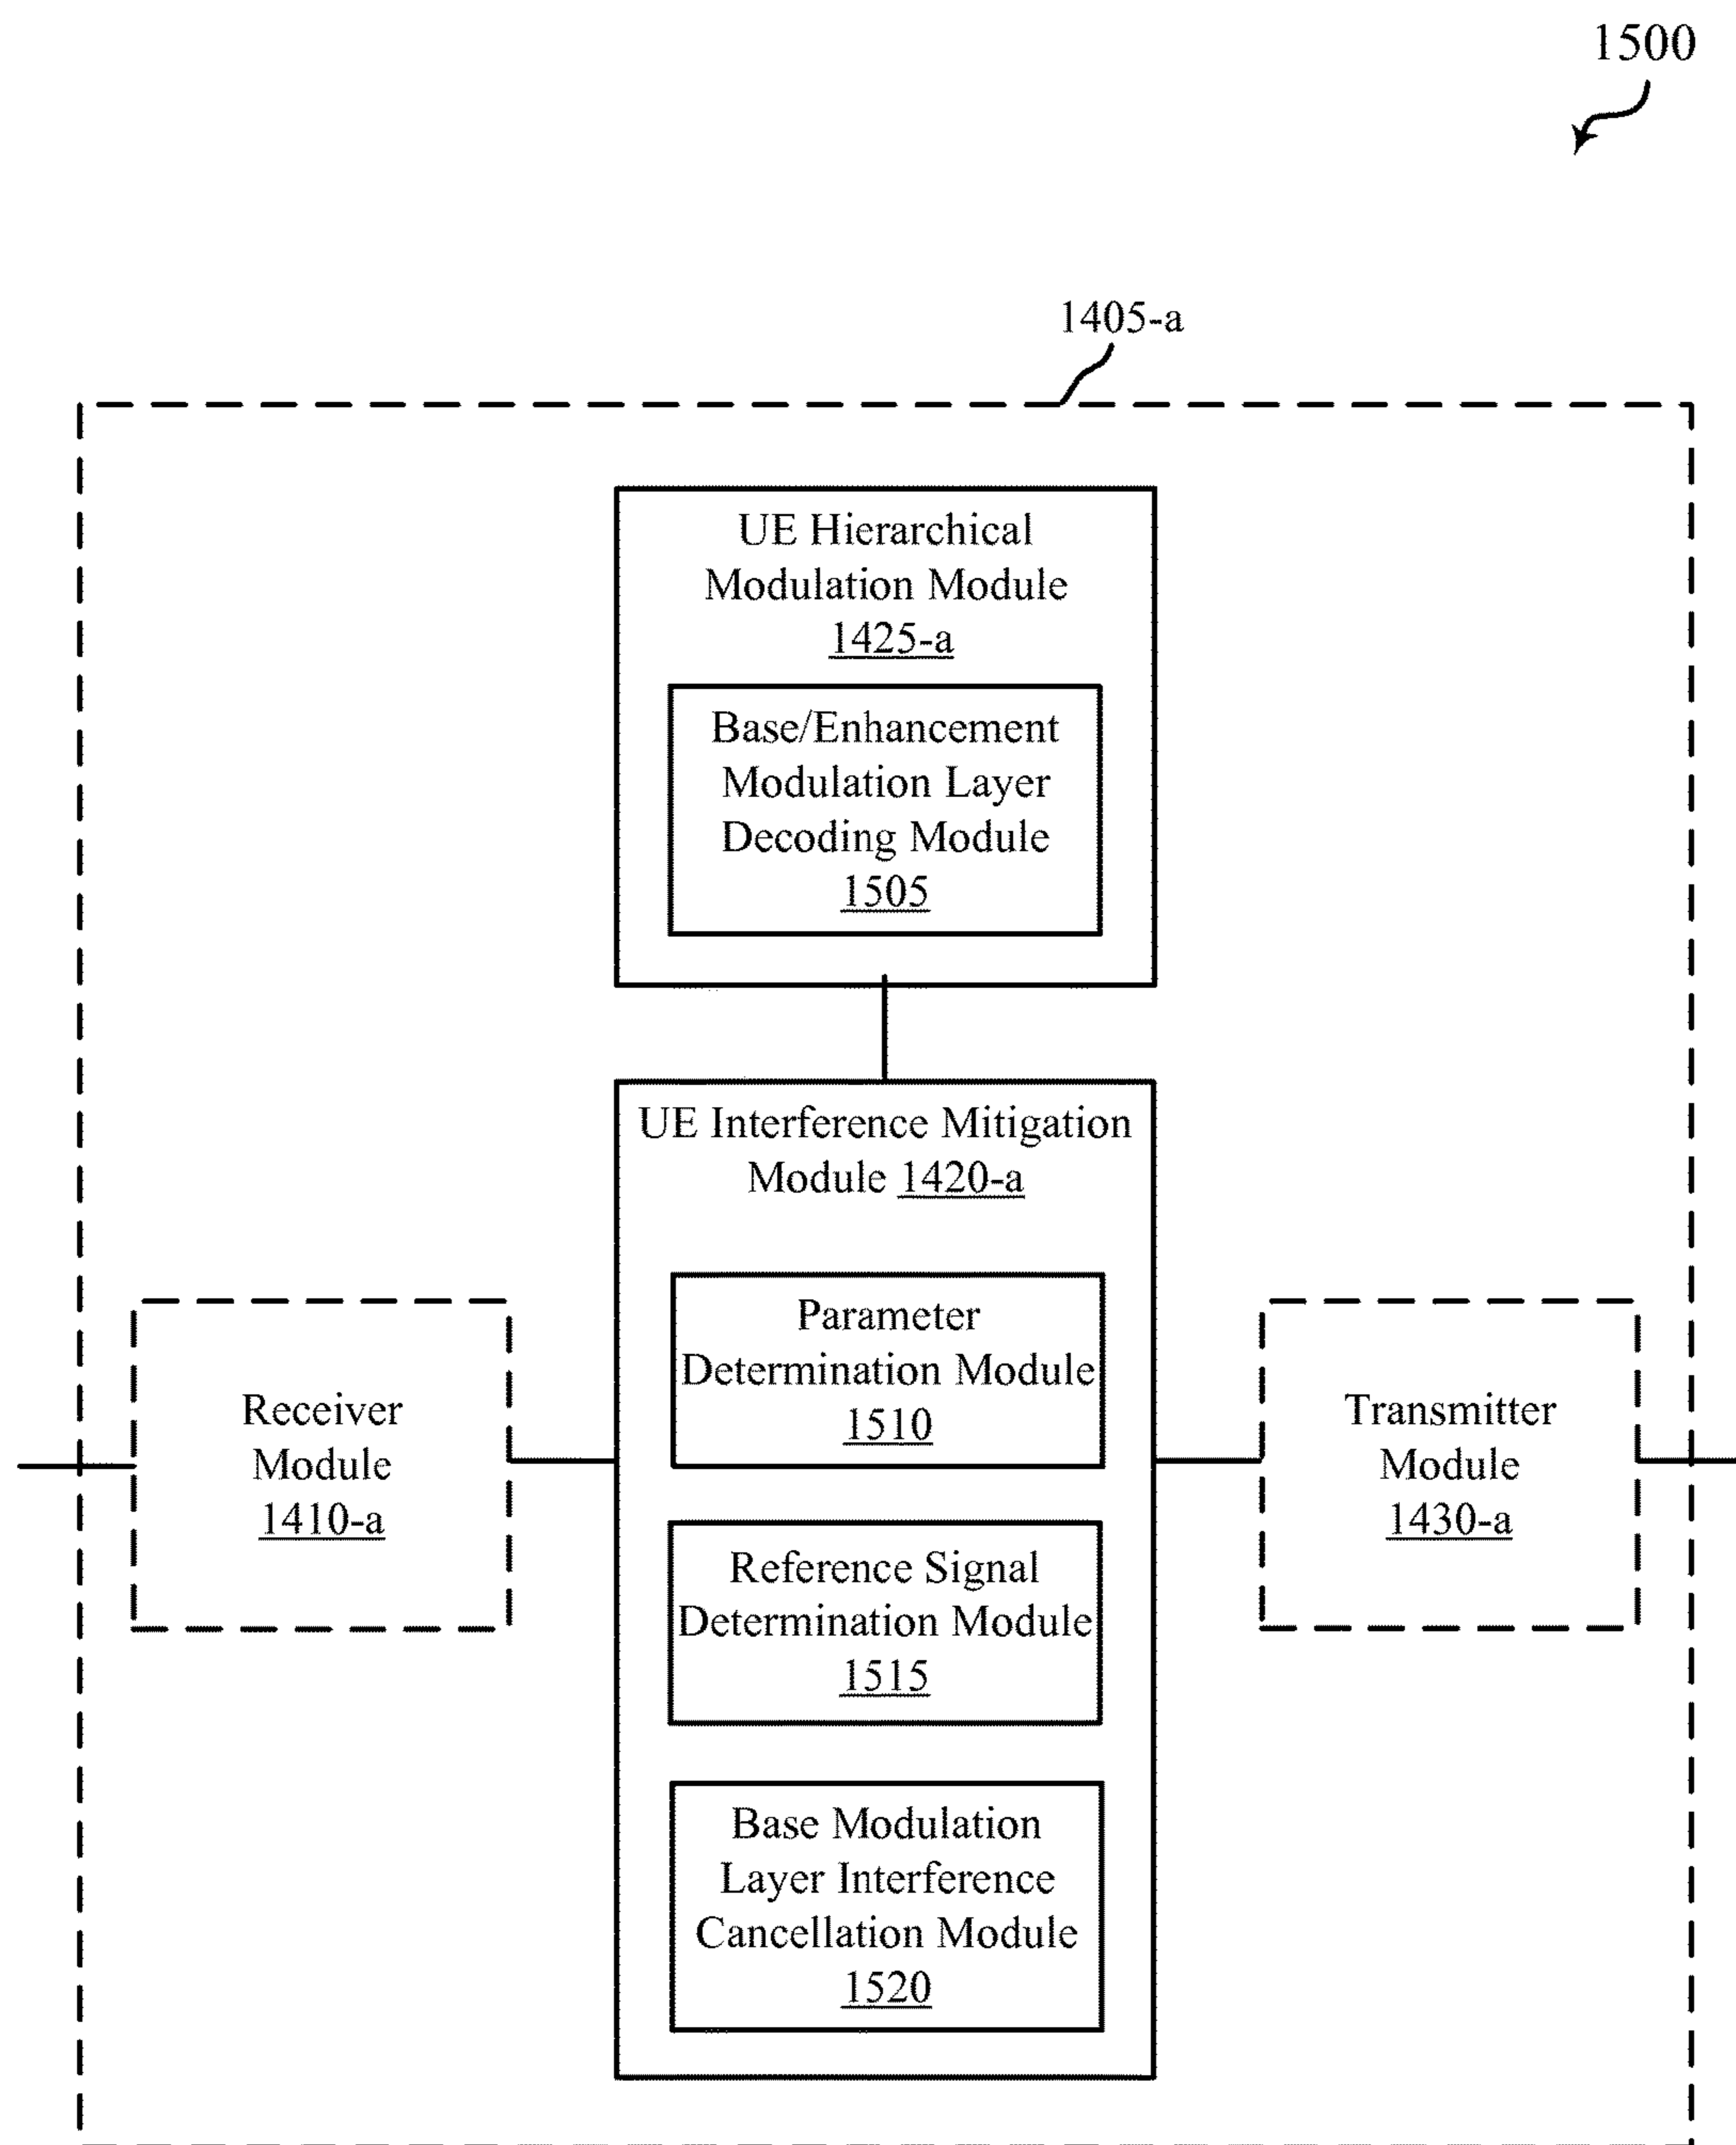 1500
1405-a
UE Hierarchical
Modulation Module
1425-a
Base/Enhancement
Modulation Layer
Decoding Module
1505
UE Interference Mitigation
Module 1420-a
Parameter
Determination Module
1510
Reference Signal
Determination Module
1515
Base Modulation
Layer Interference
Cancellation Module
1520
Receiver
Module
1410-a
Transmitter
Module
1430-a